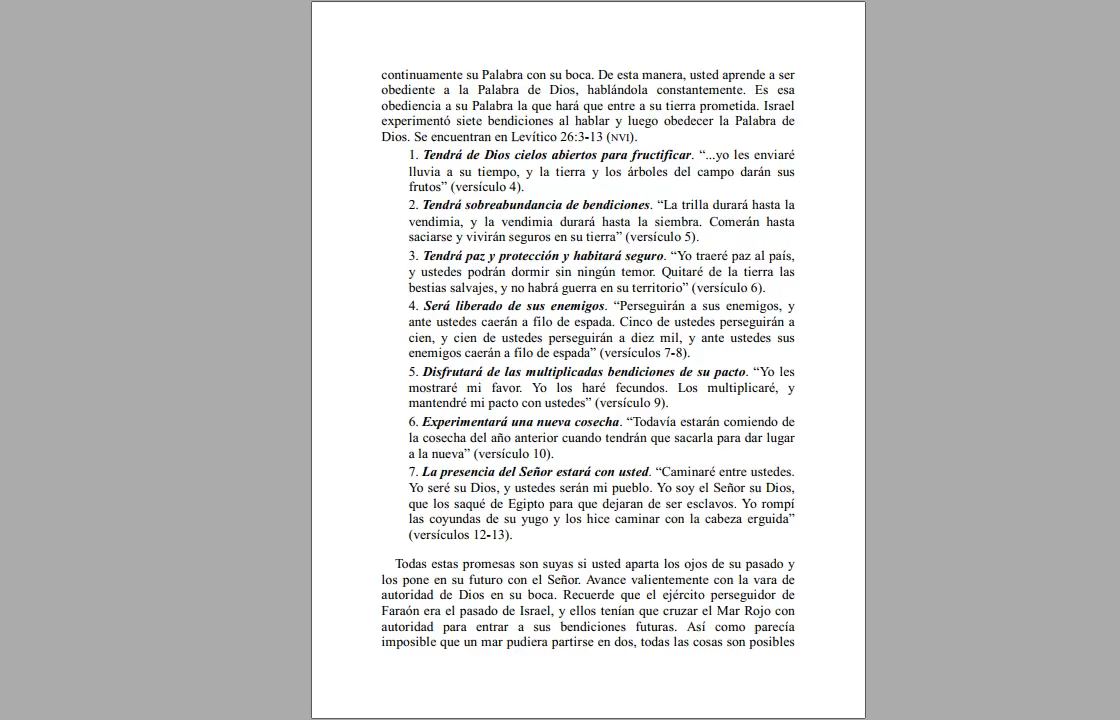 continuamente su Palabra con su boca. De esta manera, usted aprende a ser
obediente a la Palabra de Dios, hablándola constantemente. Es esa
obediencia a su Palabra la que hará que entre a su tierra prometida. Israel
experimentó siete bendiciones al hablar y luego obedecer la Palabra de
Dios. Se encuentran en Levítico 26:3-13 (NVI).
1. Tendrá de Dios cielos abiertos para fructificar. “...yo les enviaré
lluvia a su tiempo, y la tierra y los árboles del campo darán sus
frutos” (versículo 4).
2. Tendrá sobreabundancia de bendiciones. “La trilla durará hasta la
vendimia, y la vendimia durará hasta la siembra. Comerán hasta
saciarse y vivirán seguros en su tierra” (versículo 5).
3. Tendrá paz y protección y habitará seguro. “Yo traeré paz al país,
y ustedes podrán dormir sin ningún temor. Quitaré de la tierra las
bestias salvajes, y no habrá guerra en su territorio” (versículo 6).
4. Será liberado de sus enemigos. “Perseguirán a sus enemigos, y
ante ustedes caerán a filo de espada. Cinco de ustedes perseguirán a
cien, y cien de ustedes perseguirán a diez mil, y ante ustedes sus
enemigos caerán a filo de espada” (versículos 7-8).
5. Disfrutará de las multiplicadas bendiciones de su pacto. “Yo les
mostraré mi favor. Yo los haré fecundos. Los multiplicaré, y
mantendré mi pacto con ustedes” (versículo 9).
6. Experimentará una nueva cosecha. “Todavía estarán comiendo de
la cosecha del año anterior cuando tendrán que sacarla para dar lugar
a la nueva” (versículo 10).
7. La presencia del Señor estará con usted. “Caminaré entre ustedes.
Yo seré su Dios, y ustedes serán mi pueblo. Yo soy el Señor su Dios,
que los saqué de Egipto para que dejaran de ser esclavos. Yo rompí
las coyundas de su yugo y los hice caminar con la cabeza erguida”
(versículos 12-13).
Todas estas promesas son suyas si usted aparta los ojos de su pasado y
los pone en su futuro con el Señor. Avance valientemente con la vara de
autoridad de Dios en su boca. Recuerde que el ejército perseguidor de
Faraón era el pasado de Israel, y ellos tenían que cruzar el Mar Rojo con
autoridad para entrar a sus bendiciones futuras. Así como parecía
imposible que un mar pudiera partirse en dos, todas las cosas son posibles